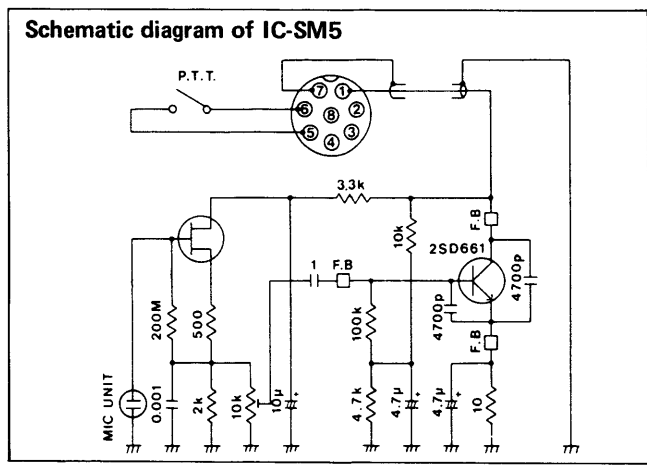 Schematic diagram of IC-SM5
P.T.T.
7 1
6 8 2
5 4 3
3.3k
F.B
10k
2SD661
1 F.B
4700p
4700p
200M
500
100k
F.B
MIC UNIT
0.001
2k
10k
10μ +
4.7k
4.7μ +
4.7μ +
10